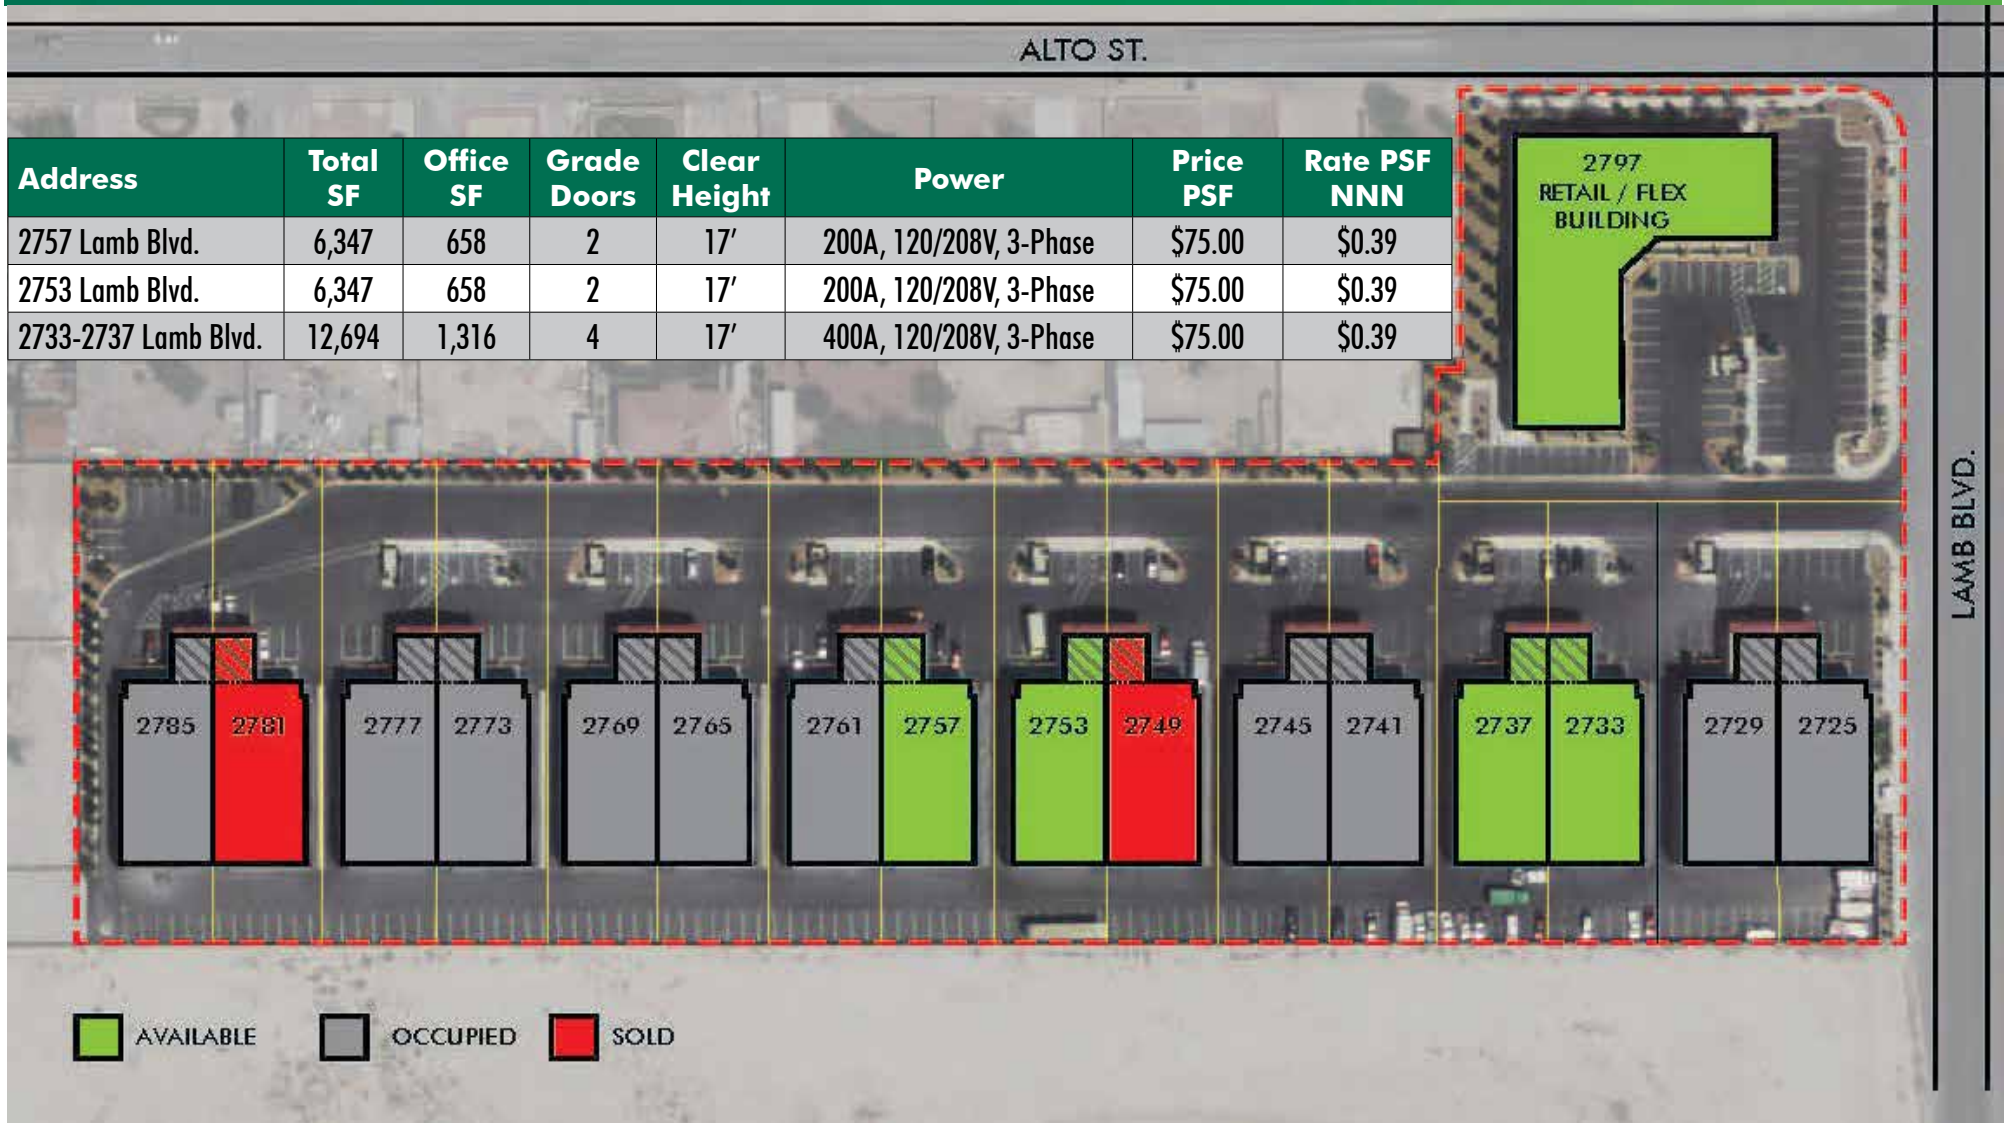 ALTO ST.
Address Total SF Office SF Grade Doors Clear Height Power Price PSF Rate PSF NNN
2757 Lamb Blvd. 6,347 658 2 17′ 200A, 120/208V, 3-Phase $75.00 $0.39
2753 Lamb Blvd. 6,347 658 2 17′ 200A, 120/208V, 3-Phase $75.00 $0.39
2733-2737 Lamb Blvd. 12,694 1,316 4 17′ 400A, 120/208V, 3-Phase $75.00 $0.39
2797
RETAIL / FLEX
BUILDING
LAMB BLVD.
2785 2781 2777 2773 2769 2765 2761 2757 2753 2749 2745 2741 2737 2733 2729 2725
AVAILABLE OCCUPIED SOLD